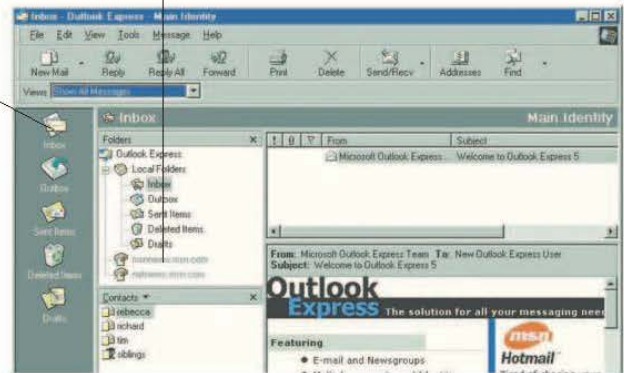 Inbox - Outlook Express - Main Identity
File Edit View Tools Message Help
New Mail Reply Reply All Forward Print Delete Send/Recv Addresses Find
Views Show All Messages
Inbox Main Identity
Inbox
Outbox
Sent Items
Deleted Items
Drafts
Folders
Outlook Express
Local Folders
Inbox
Outbox
Sent Items
Deleted Items
Drafts
Contacts
rebecca
richard
tim
siblings
! From Subject
Microsoft Outlook Express... Welcome to Outlook Express 5
From: Microsoft Outlook Express Team To: New Outlook Express User
Subject: Welcome to Outlook Express 5
Outlook
Express The solution for all your messaging nee
Featuring
• E-mail and Newsgroups
msn
Hotmail